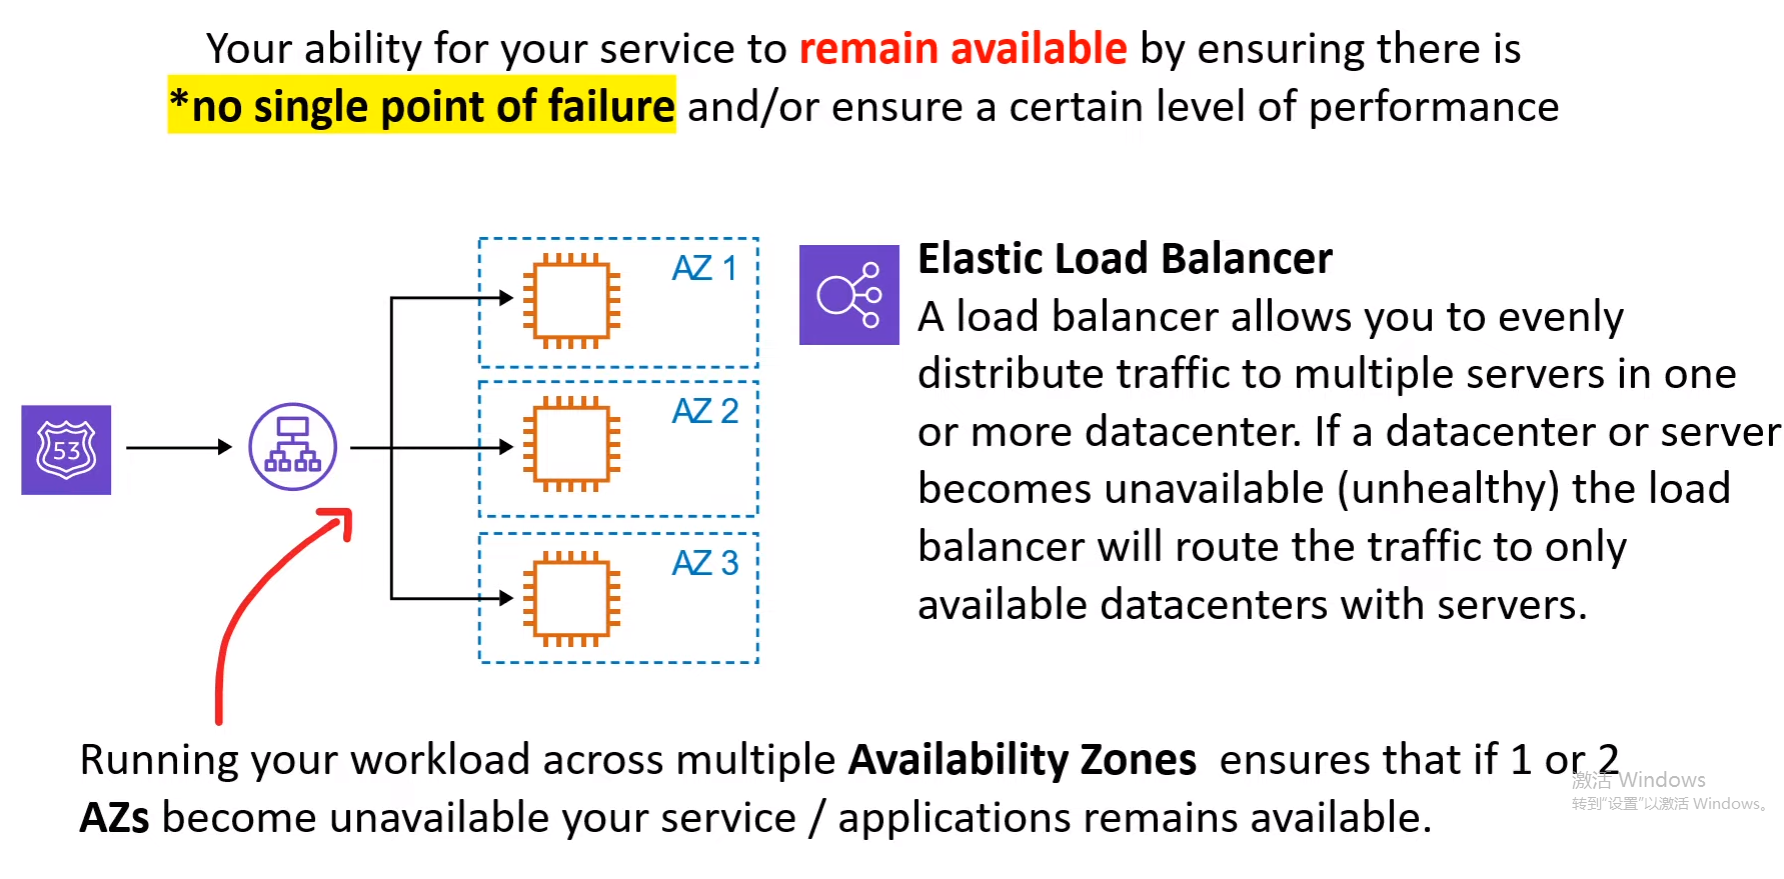 Your ability for your service to remain available by ensuring there is
*no single point of failure and/or ensure a certain level of performance
AZ 1
AZ 2
AZ 3
53
Elastic Load Balancer
A load balancer allows you to evenly
distribute traffic to multiple servers in one
or more datacenter. If a datacenter or server
becomes unavailable (unhealthy) the load
balancer will route the traffic to only
available datacenters with servers.
Running your workload across multiple Availability Zones ensures that if 1 or 2
AZs become unavailable your service / applications remains available.
激活 Windows
转到"设置"以激活 Windows。